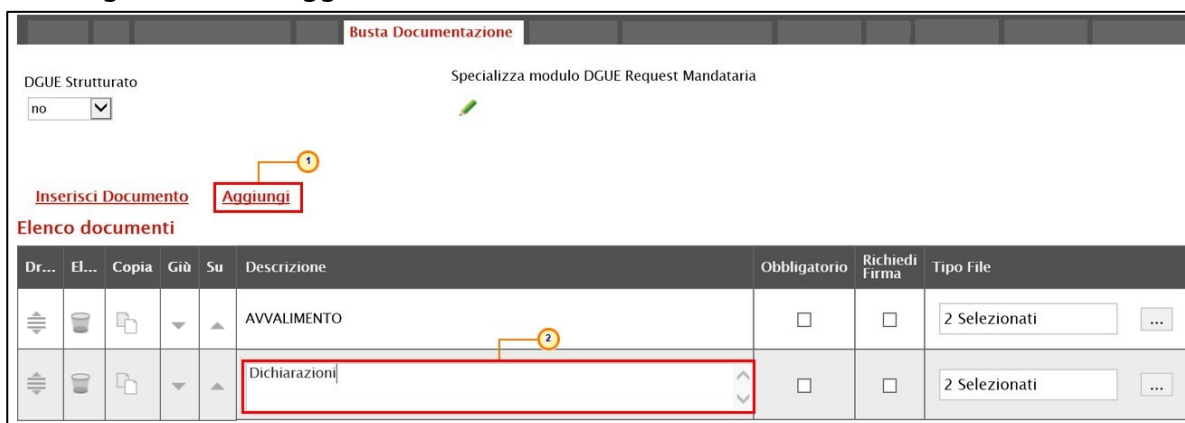 Busta Documentazione
DGUE Strutturato
Specializza modulo DGUE Request Mandataria
no
1
Inserisci Documento Aggiungi
Elenco documenti
Dr... El... Copia Giù Su Descrizione Obbligatorio Richiedi Firma Tipo File
AVVALIMENTO 2 Selezionati ...
2
Dichiarazioni 2 Selezionati ...